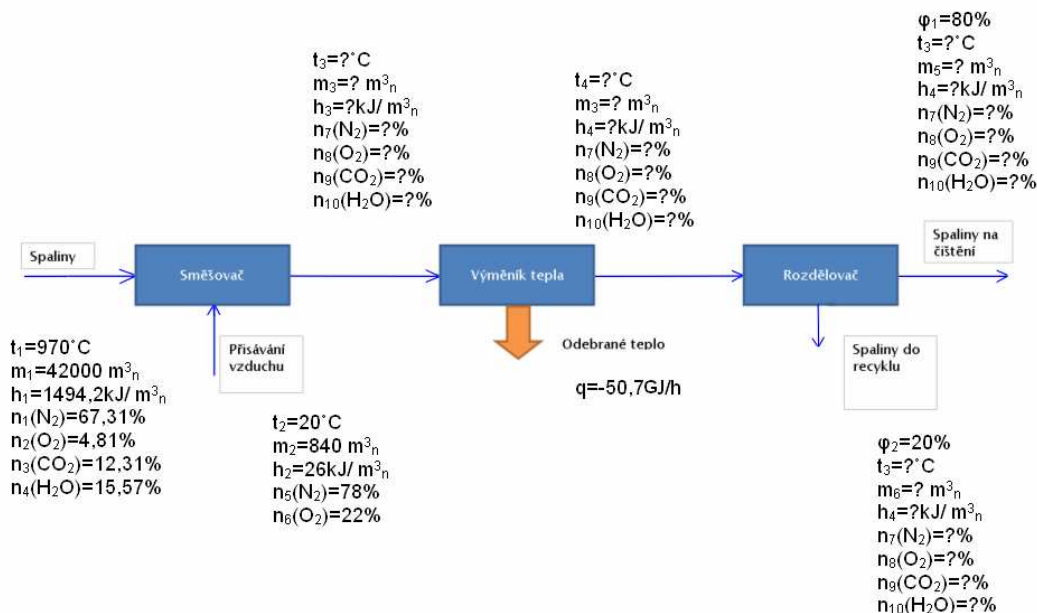 t₃=?˚C
m₃=? m³ₙ
h₃=?kJ/ m³ₙ
n₇(N₂)=?%
n₈(O₂)=?%
n₉(CO₂)=?%
n₁₀(H₂O)=?%
t₄=?˚C
m₃=? m³ₙ
h₄=?kJ/ m³ₙ
n₇(N₂)=?%
n₈(O₂)=?%
n₉(CO₂)=?%
n₁₀(H₂O)=?%
φ₁=80%
t₃=?˚C
m₅=? m³ₙ
h₄=?kJ/ m³ₙ
n₇(N₂)=?%
n₈(O₂)=?%
n₉(CO₂)=?%
n₁₀(H₂O)=?%
Spaliny
Směšovač
Výměník tepla
Rozdělovač
Spaliny na
čištění
t₁=970˚C
m₁=42000 m³ₙ
h₁=1494,2kJ/ m³ₙ
n₁(N₂)=67,31%
n₂(O₂)=4,81%
n₃(CO₂)=12,31%
n₄(H₂O)=15,57%
Přisávání
vzduchu
t₂=20˚C
m₂=840 m³ₙ
h₂=26kJ/ m³ₙ
n₅(N₂)=78%
n₆(O₂)=22%
Odebrané teplo
q=-50,7GJ/h
Spaliny do
recyklu
φ₂=20%
t₃=?˚C
m₆=? m³ₙ
h₄=?kJ/ m³ₙ
n₇(N₂)=?%
n₈(O₂)=?%
n₉(CO₂)=?%
n₁₀(H₂O)=?%